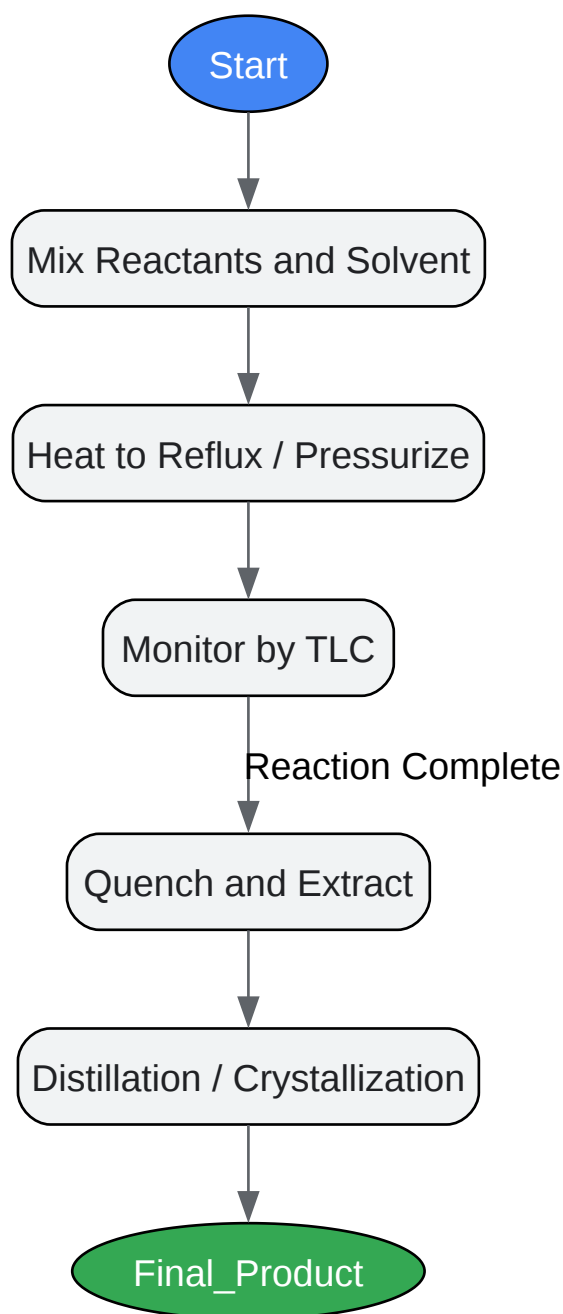 Start
Mix Reactants and Solvent
Heat to Reflux / Pressurize
Monitor by TLC
Reaction Complete
Quench and Extract
Distillation / Crystallization
Final_Product